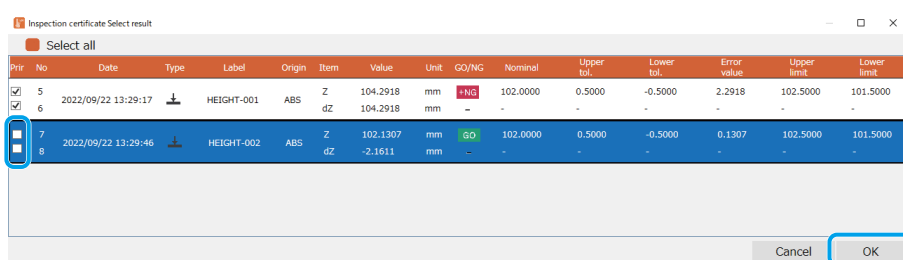 Inspection certificate Select result
Select all
Prir No Date Type Label Origin Item Value Unit GO/NG Nominal Upper tol. Lower tol. Error value Upper limit Lower limit
5 2022/09/22 13:29:17 HEIGHT-001 ABS Z 104.2918 mm +NG 102.0000 0.5000 -0.5000 2.2918 102.5000 101.5000
6 dZ 104.2918 mm - - - - - - -
7 2022/09/22 13:29:46 HEIGHT-002 ABS Z 102.1307 mm GO 102.0000 0.5000 -0.5000 0.1307 102.5000 101.5000
8 dZ -2.1611 mm - - - - - - -
Cancel OK